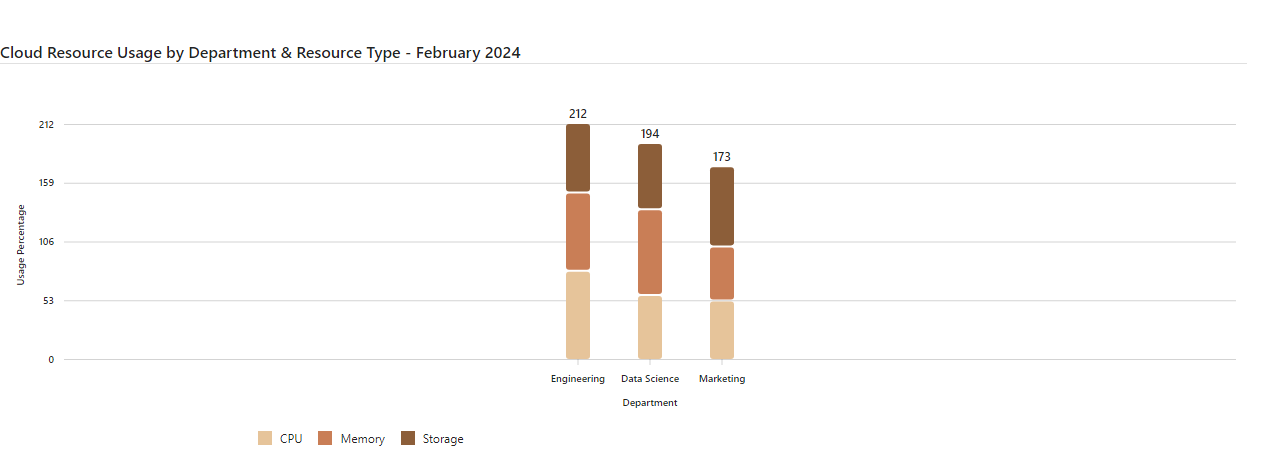 Cloud Resource Usage by Department & Resource Type - February 2024
212
194
173
212
159
106
53
0
Usage Percentage
Engineering Data Science Marketing
Department
CPU Memory Storage